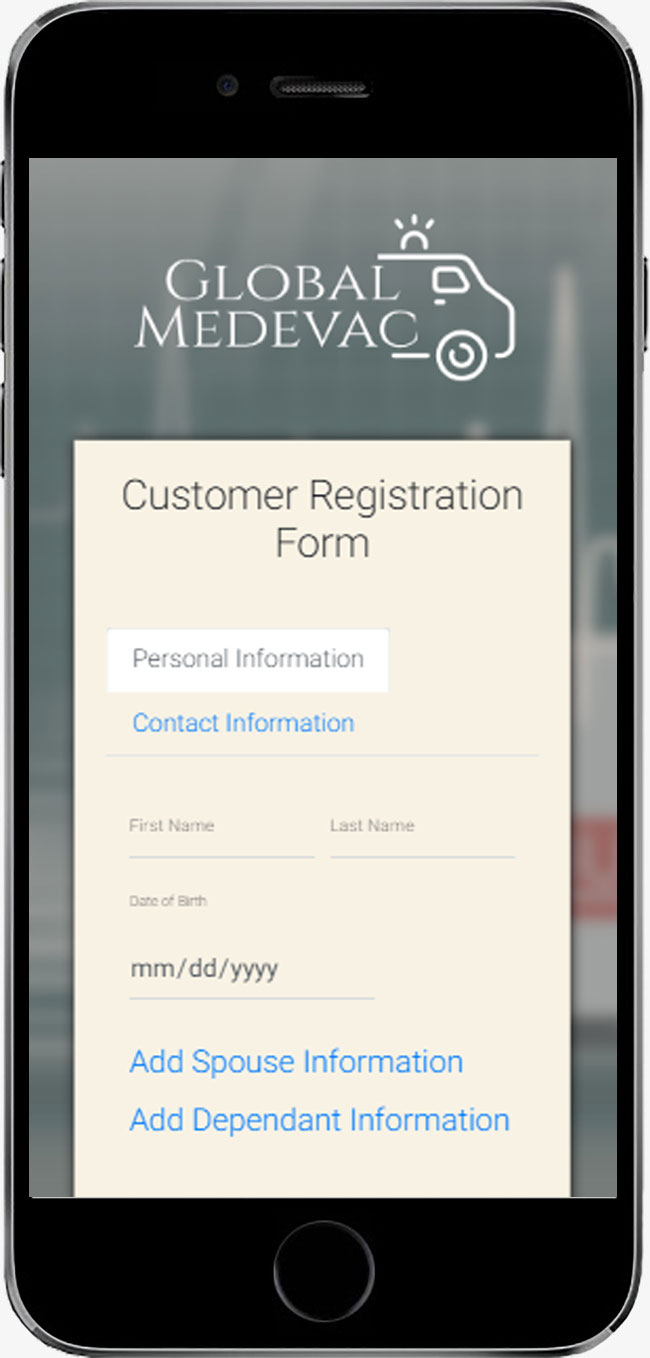 GLOBAL
MEDEVAC
Customer Registration
Form
Personal Information
Contact Information
First Name Last Name
Date of Birth
mm/dd/yyyy
Add Spouse Information
Add Dependant Information